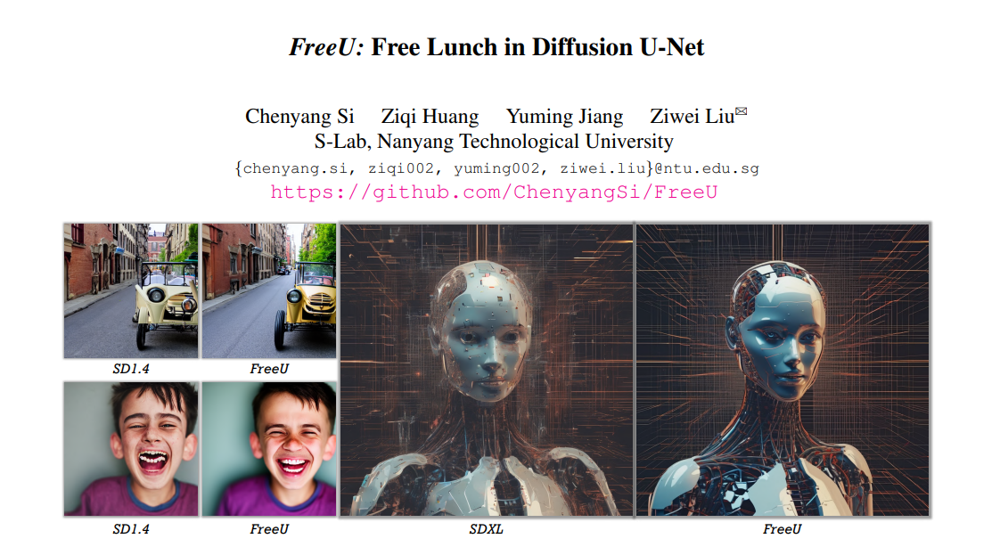 FreeU: Free Lunch in Diffusion U-Net
Chenyang Si Ziqi Huang Yuming Jiang Ziwei Liu✉
S-Lab, Nanyang Technological University
{chenyang.si, ziqi002, yuming002, ziwei.liu}@ntu.edu.sg
https://github.com/ChenyangSi/FreeU
SD1.4 FreeU
SD1.4 FreeU SDXL FreeU